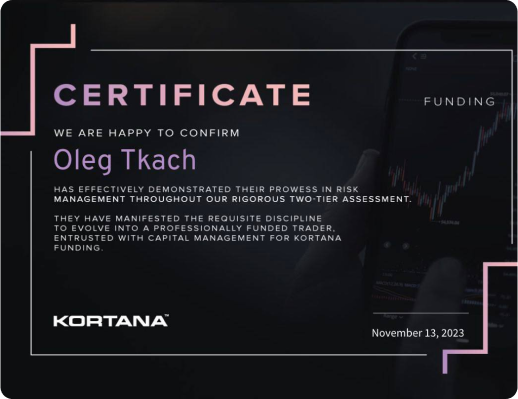 CERTIFICATE
FUNDING
WE ARE HAPPY TO CONFIRM
Oleg Tkach
HAS EFFECTIVELY DEMONSTRATED THEIR PROWESS IN RISK
MANAGEMENT THROUGHOUT OUR RIGOROUS TWO-TIER ASSESSMENT.
THEY HAVE MANIFESTED THE REQUISITE DISCIPLINE
TO EVOLVE INTO A PROFESSIONALLY FUNDED TRADER,
ENTRUSTED WITH CAPITAL MANAGEMENT FOR KORTANA
FUNDING.
KORTANA™
November 13, 2023